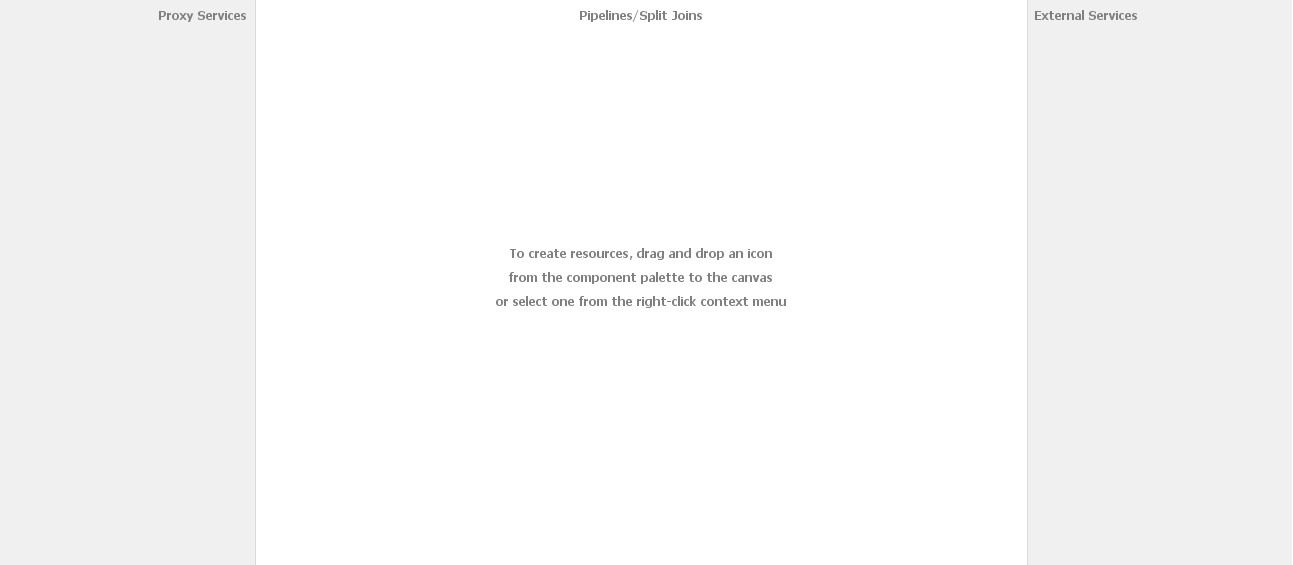 Proxy Services
Pipelines/Split Joins
External Services
To create resources, drag and drop an icon
from the component palette to the canvas
or select one from the right-click context menu